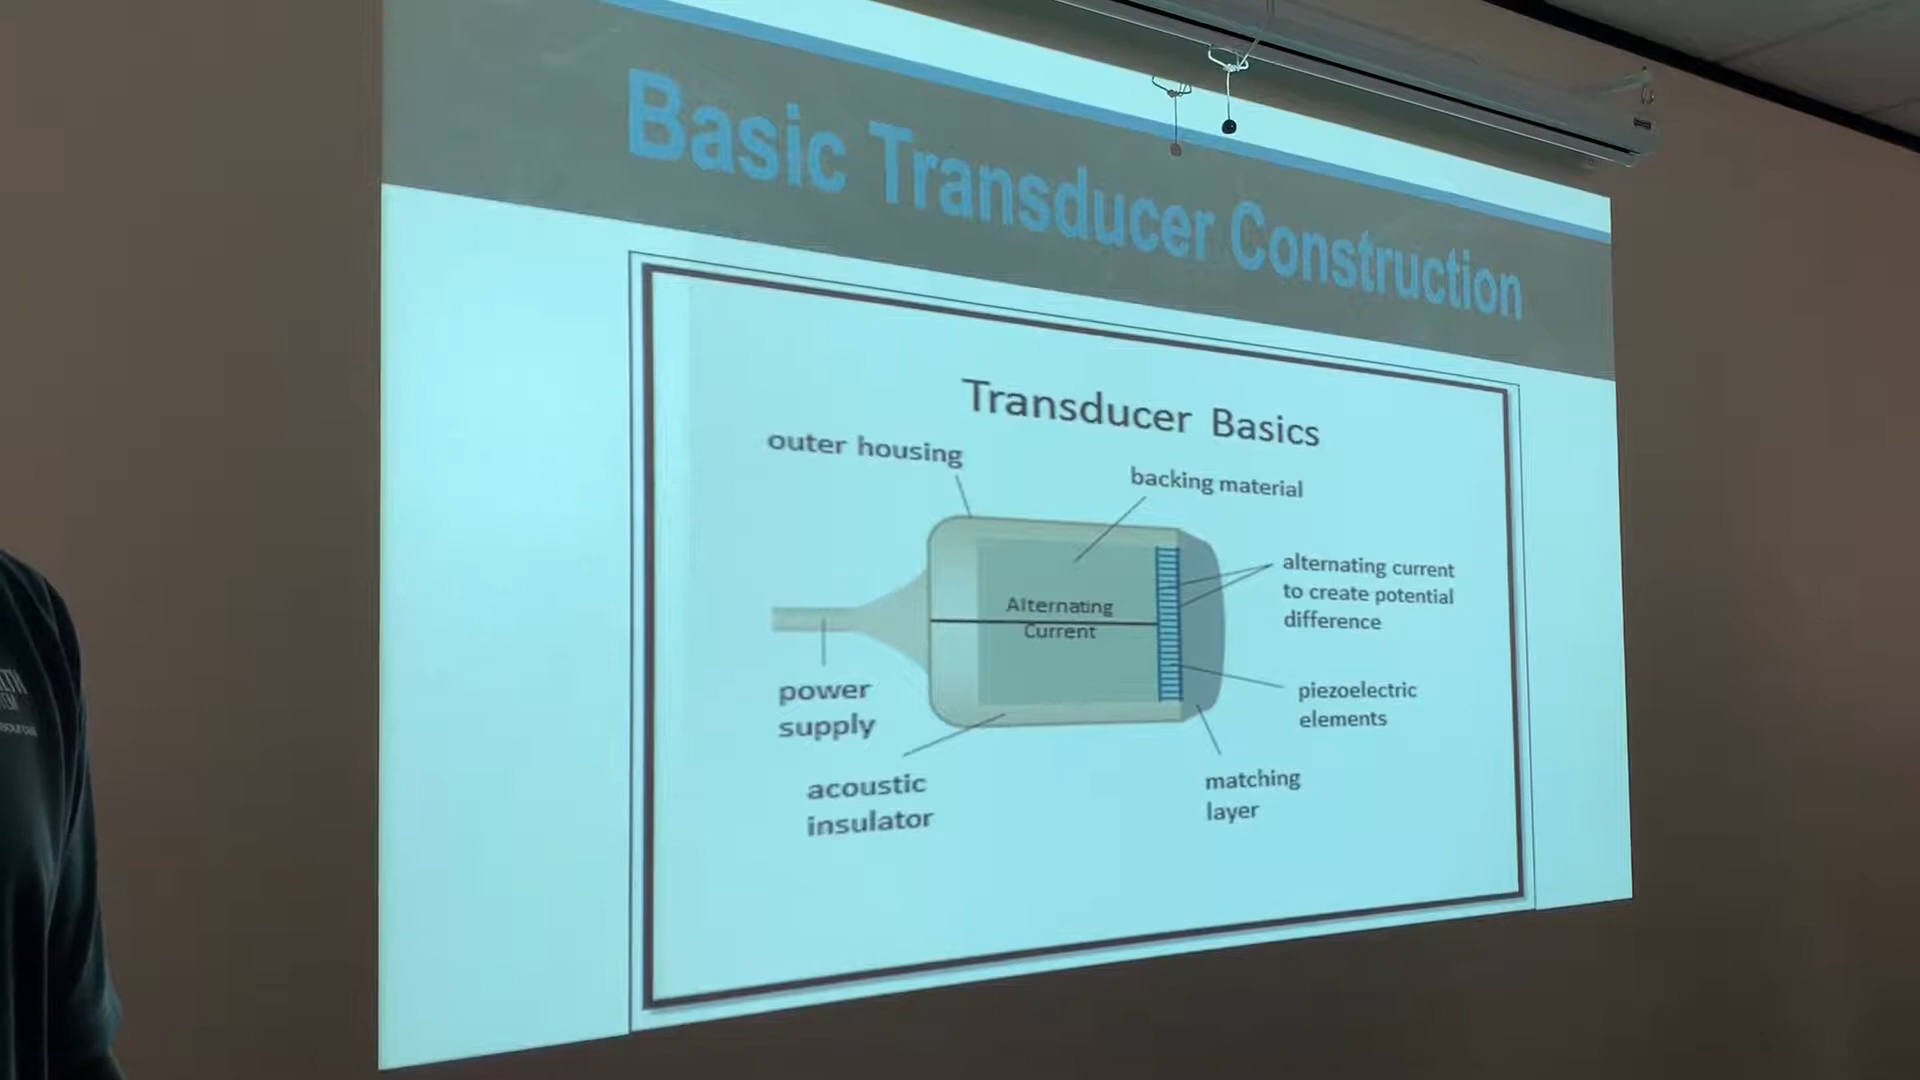 Basic Transducer Construction
Transducer Basics
outer housing
backing material
alternating current
to create potential
difference
Alternating
Current
power
supply
piezoelectric
elements
acoustic
insulator
matching
layer